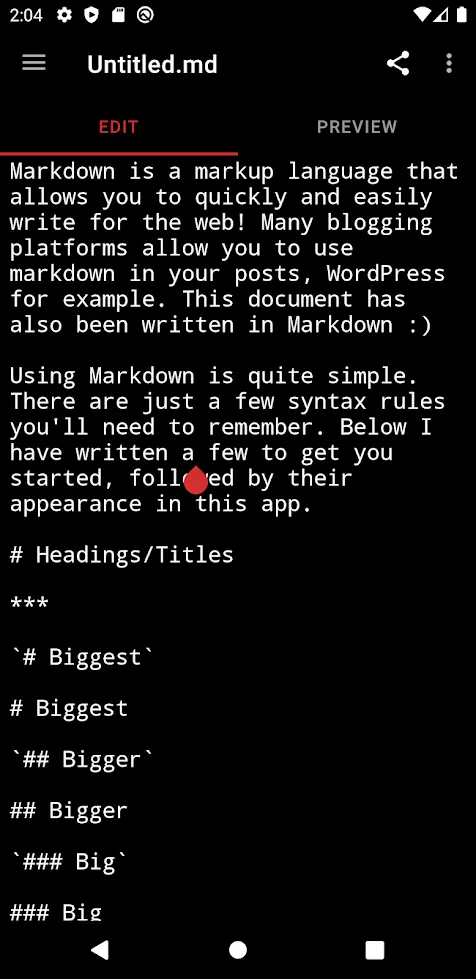 2:04
Untitled.md
EDIT
PREVIEW
Markdown is a markup language that
allows you to quickly and easily
write for the web! Many blogging
platforms allow you to use
markdown in your posts, WordPress
for example. This document has
also been written in Markdown :)
Using Markdown is quite simple.
There are just a few syntax rules
you'll need to remember. Below I
have written a few to get you
started, followed by their
appearance in this app.
# Headings/Titles
***
`# Biggest`
# Biggest
`## Bigger`
## Bigger
`### Big`
### Big